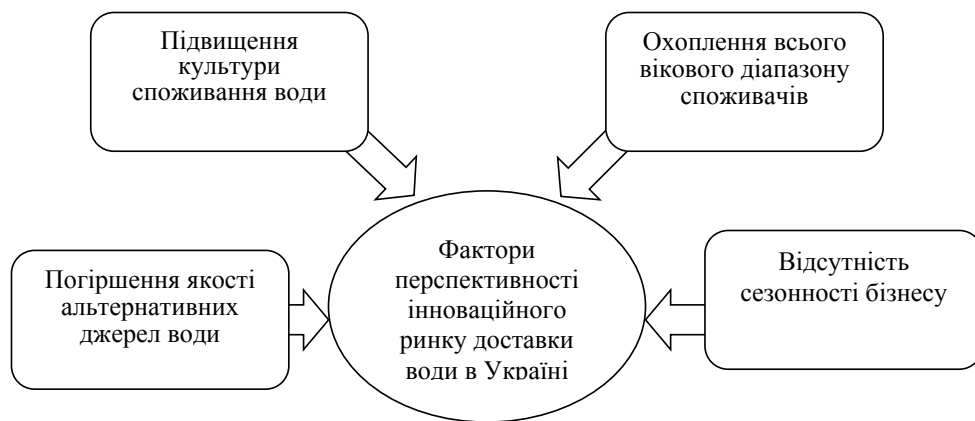 Підвищення
культури
споживання води
Охоплення всього
вікового діапазону
споживачів
Погіршення якості
альтернативних
джерел води
Фактори
перспективності
інноваційного
ринку доставки
води в Україні
Відсутність
сезонності бізнесу